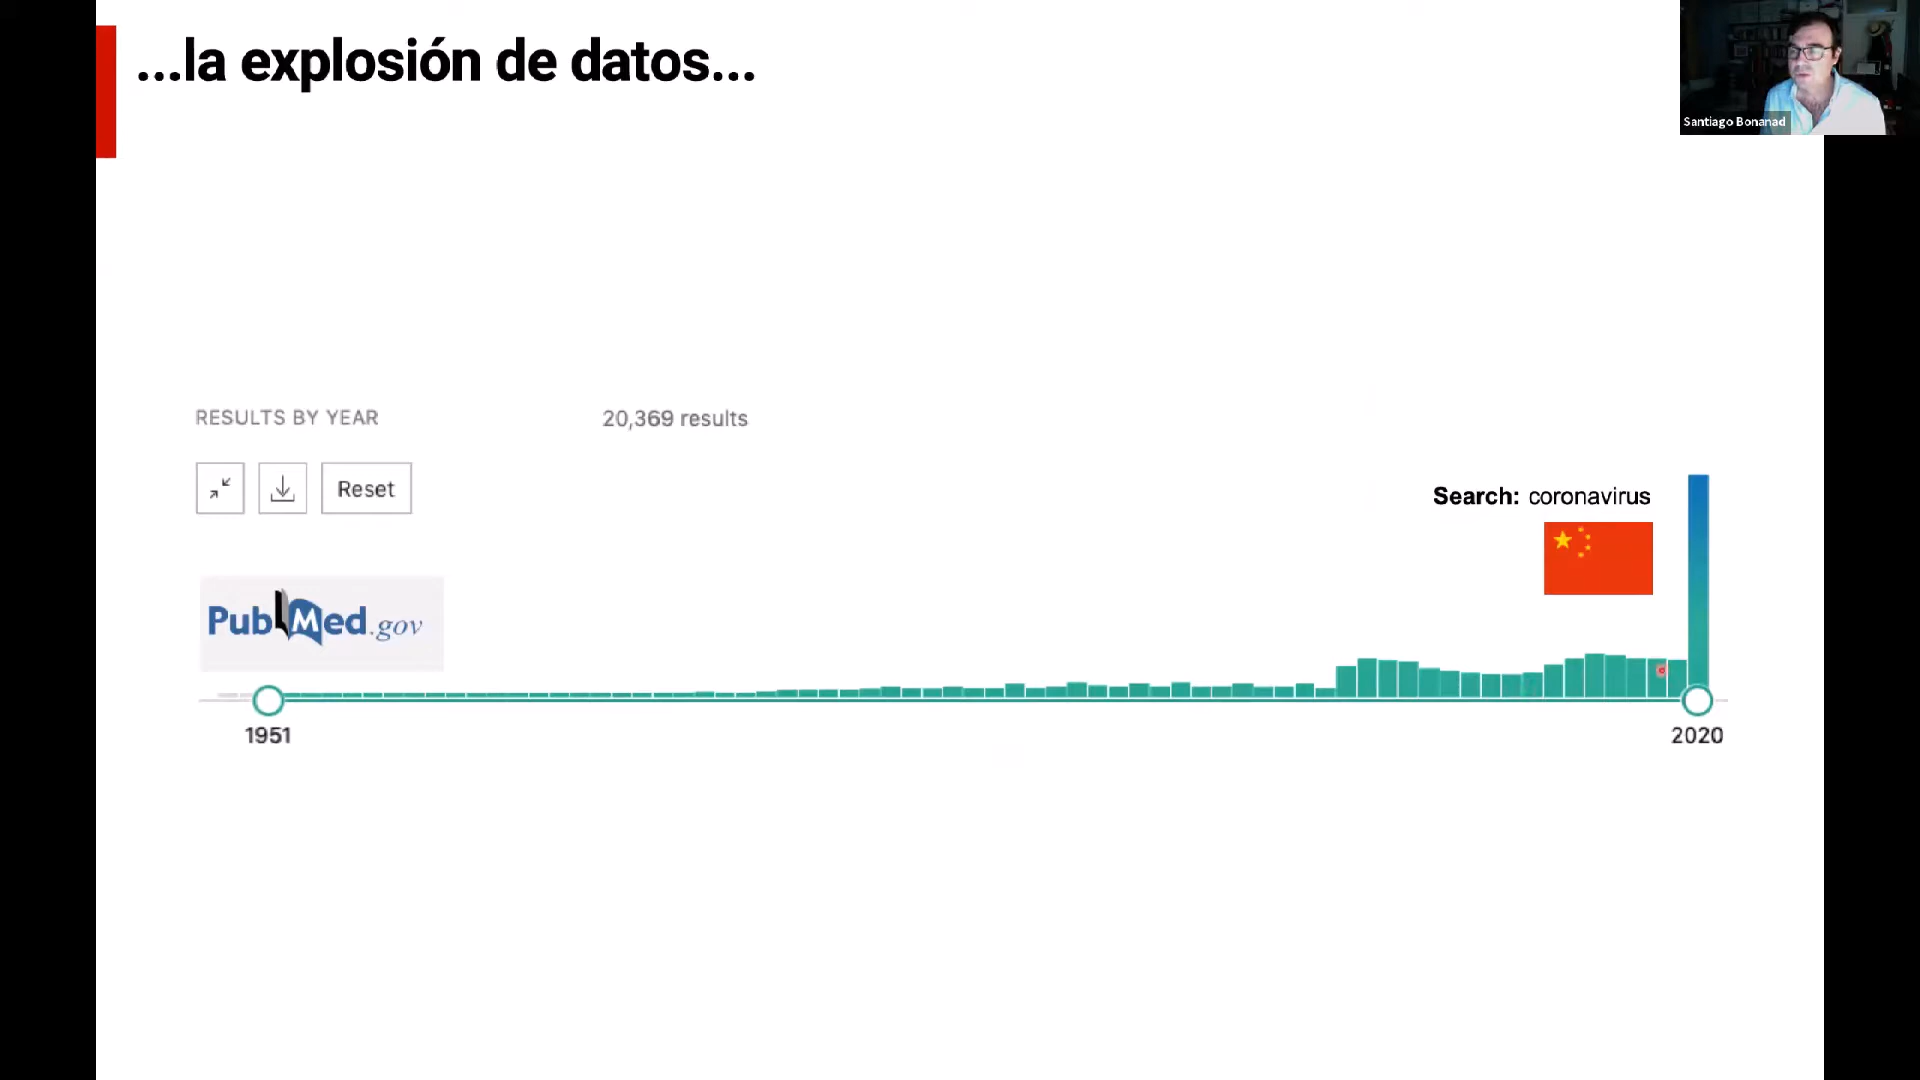 ...la explosión de datos...
Santiago Bonanad
RESULTS BY YEAR
20,369 results
Reset
Search: coronavirus
PubMed.gov
1951
2020